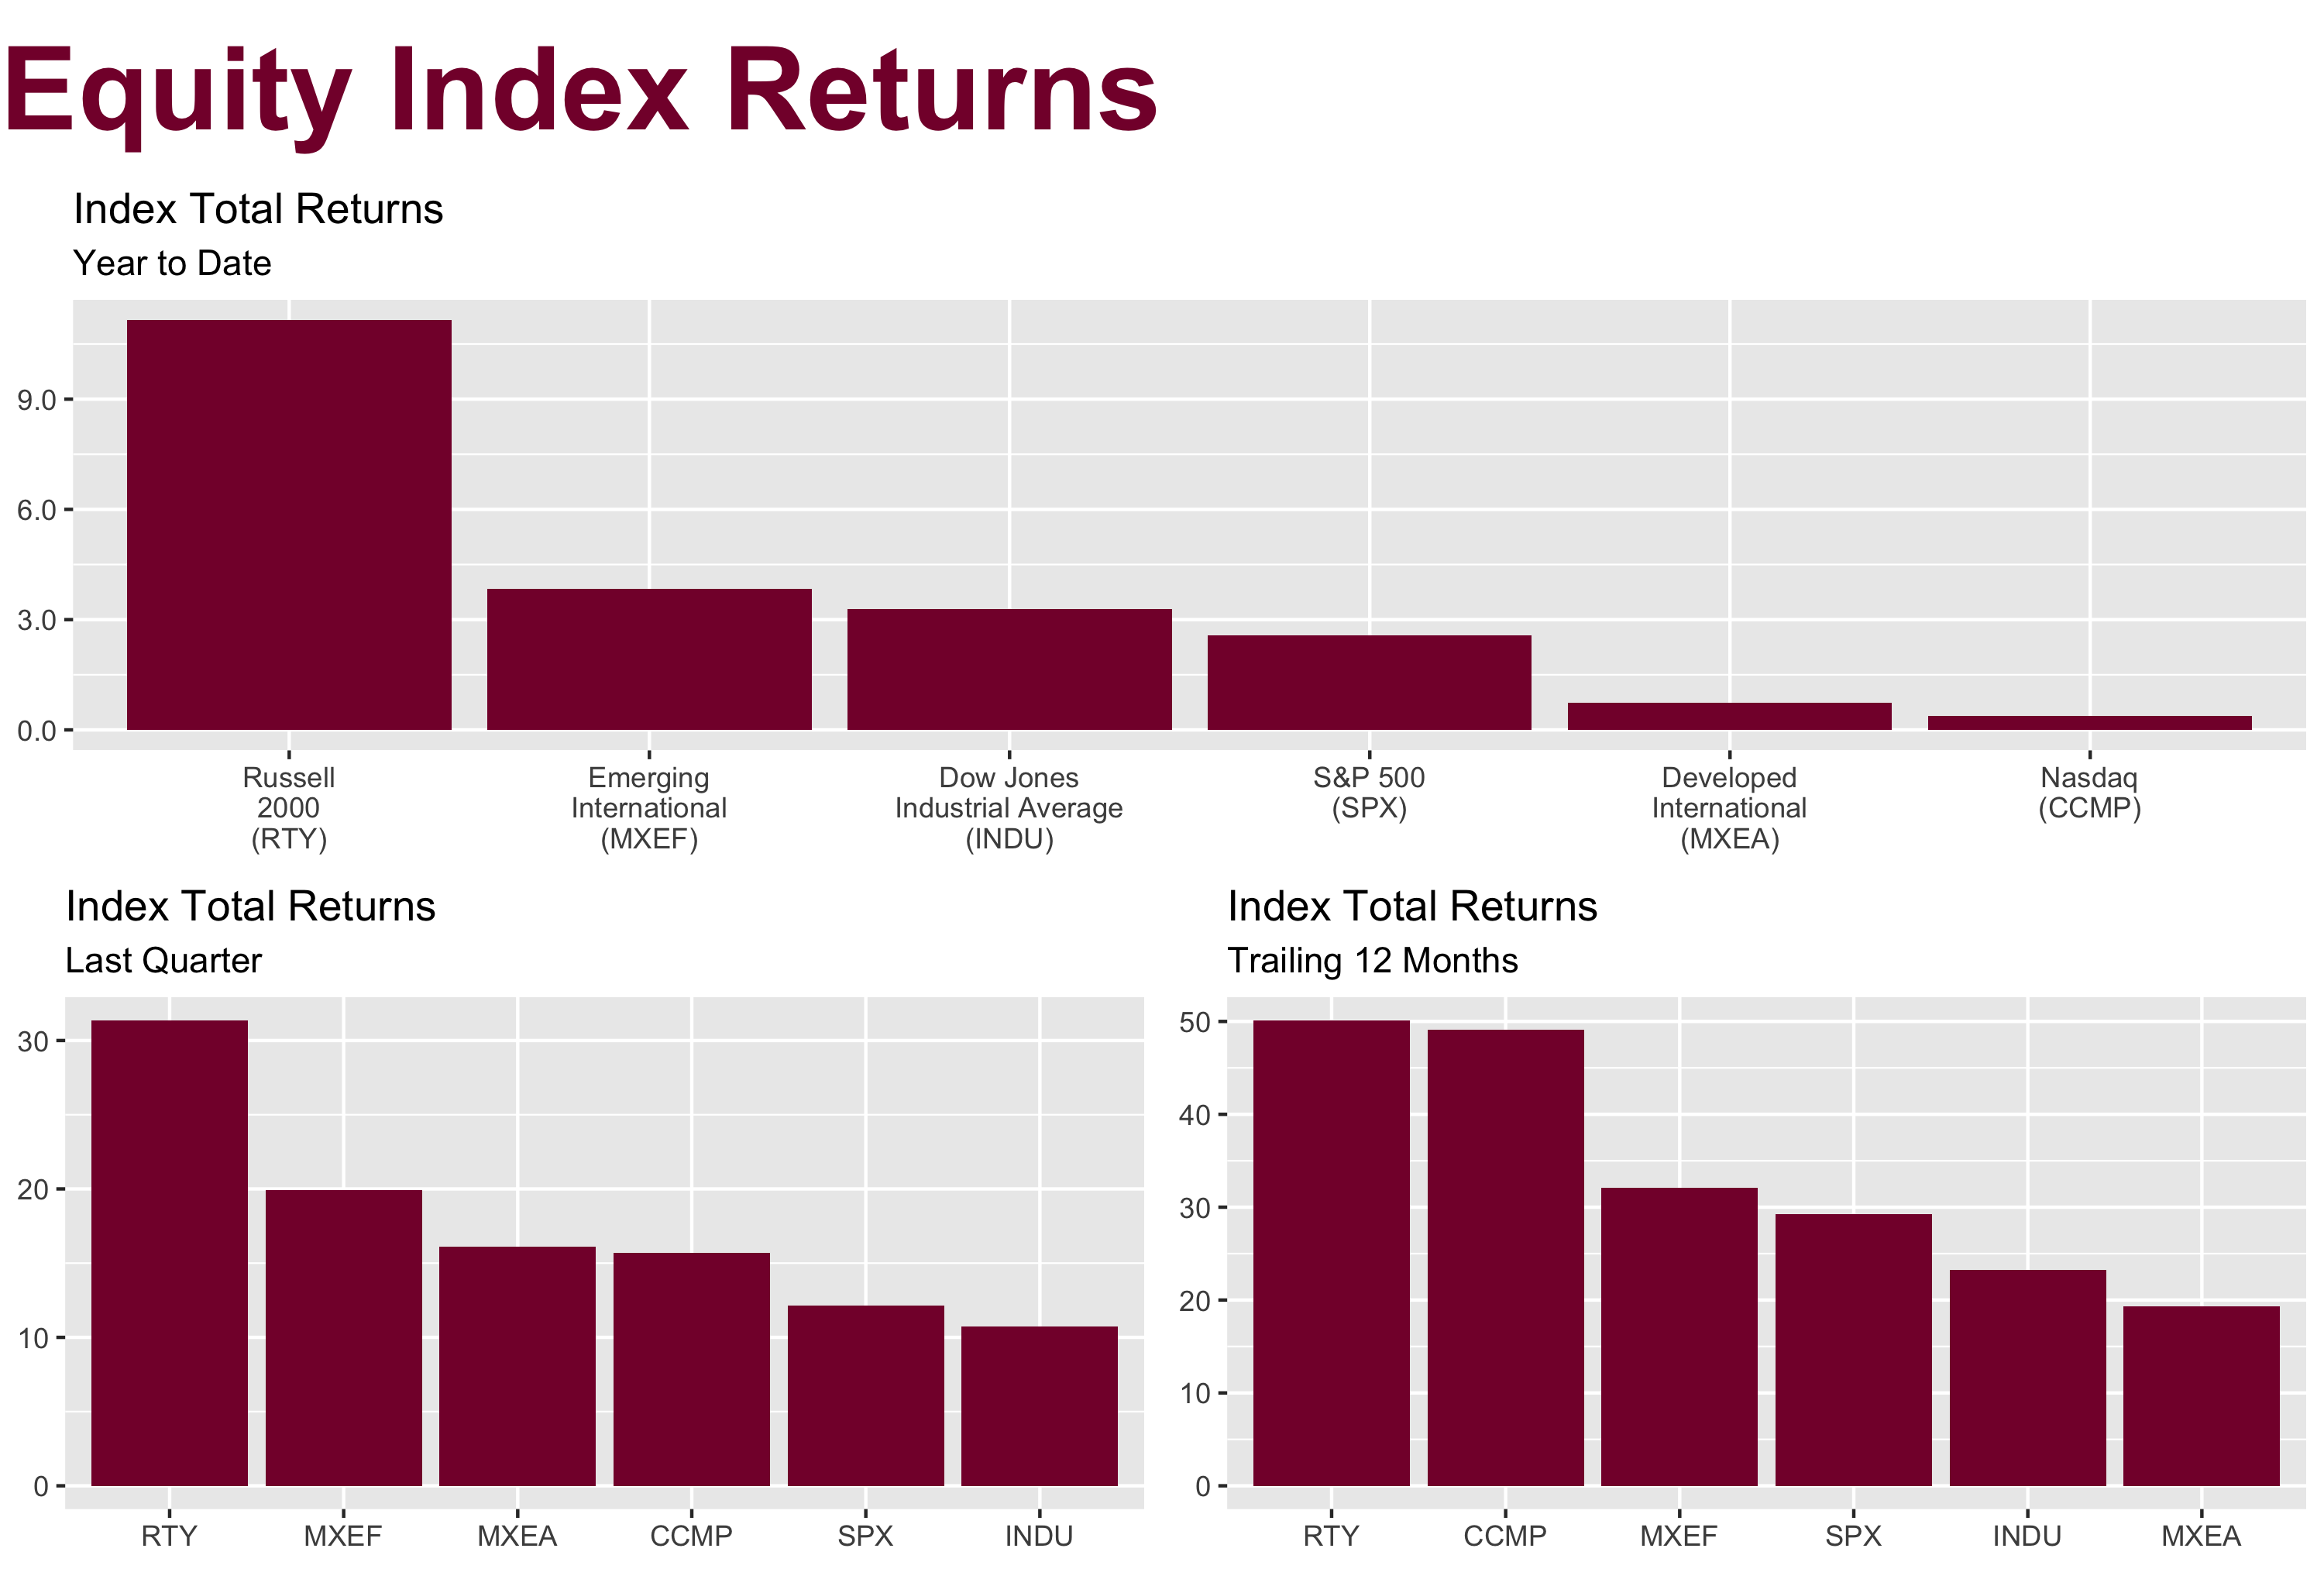 Equity Index Returns
Index Total Returns
Year to Date
9.0
6.0
3.0
0.0
Russell
2000
(RTY)
Emerging
International
(MXEF)
Dow Jones
Industrial Average
(INDU)
S&P 500
(SPX)
Developed
International
(MXEA)
Nasdaq
(CCMP)
Index Total Returns
Last Quarter
30
20
10
0
RTY MXEF MXEA CCMP SPX INDU
Index Total Returns
Trailing 12 Months
50
40
30
20
10
0
RTY CCMP MXEF SPX INDU MXEA